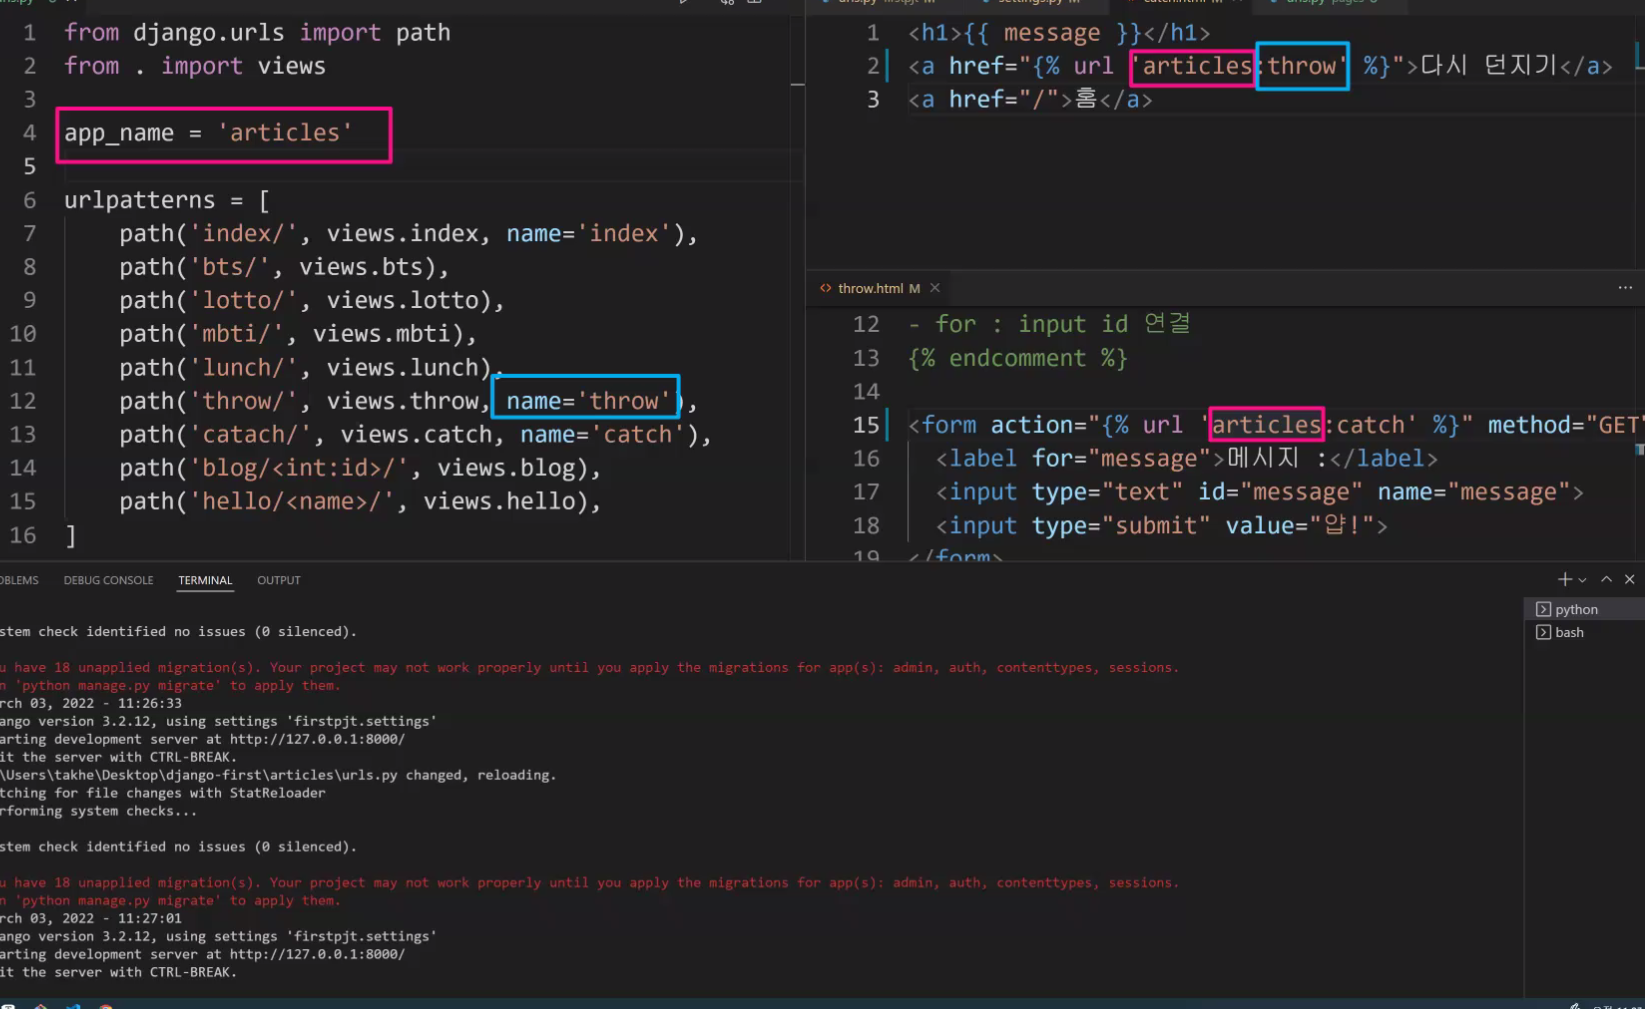 1 from django.urls import path
2 from . import views
3
4 app_name = 'articles'
5
6 urlpatterns = [
7 path('index/', views.index, name='index'),
8 path('bts/', views.bts),
9 path('lotto/', views.lotto),
10 path('mbti/', views.mbti),
11 path('lunch/', views.lunch),
12 path('throw/', views.throw, name='throw'),
13 path('catach/', views.catch, name='catch'),
14 path('blog/<int:id>/', views.blog),
15 path('hello/<name>/', views.hello),
16 ]
1 <h1>{{ message }}</h1>
2 <a href="{% url 'articles:throw' %}">다시 던지기</a>
3 <a href="/">홈</a>
throw.html M
12 - for : input id 연결
13 {% endcomment %}
14
15 <form action="{% url 'articles:catch' %}" method="GET"
16 <label for="message">메시지 :</label>
17 <input type="text" id="message" name="message">
18 <input type="submit" value="얍!">
19 </form>
OBLEMS DEBUG CONSOLE TERMINAL OUTPUT
python
bash
stem check identified no issues (0 silenced).
u have 18 unapplied migration(s). Your project may not work properly until you apply the migrations for app(s): admin, auth, contenttypes, sessions.
n 'python manage.py migrate' to apply them.
rch 03, 2022 - 11:26:33
ango version 3.2.12, using settings 'firstpjt.settings'
arting development server at http://127.0.0.1:8000/
it the server with CTRL-BREAK.
\Users\takhe\Desktop\django-first\articles\urls.py changed, reloading.
tching for file changes with StatReloader
rforming system checks...
stem check identified no issues (0 silenced).
u have 18 unapplied migration(s). Your project may not work properly until you apply the migrations for app(s): admin, auth, contenttypes, sessions.
n 'python manage.py migrate' to apply them.
rch 03, 2022 - 11:27:01
ango version 3.2.12, using settings 'firstpjt.settings'
arting development server at http://127.0.0.1:8000/
it the server with CTRL-BREAK.